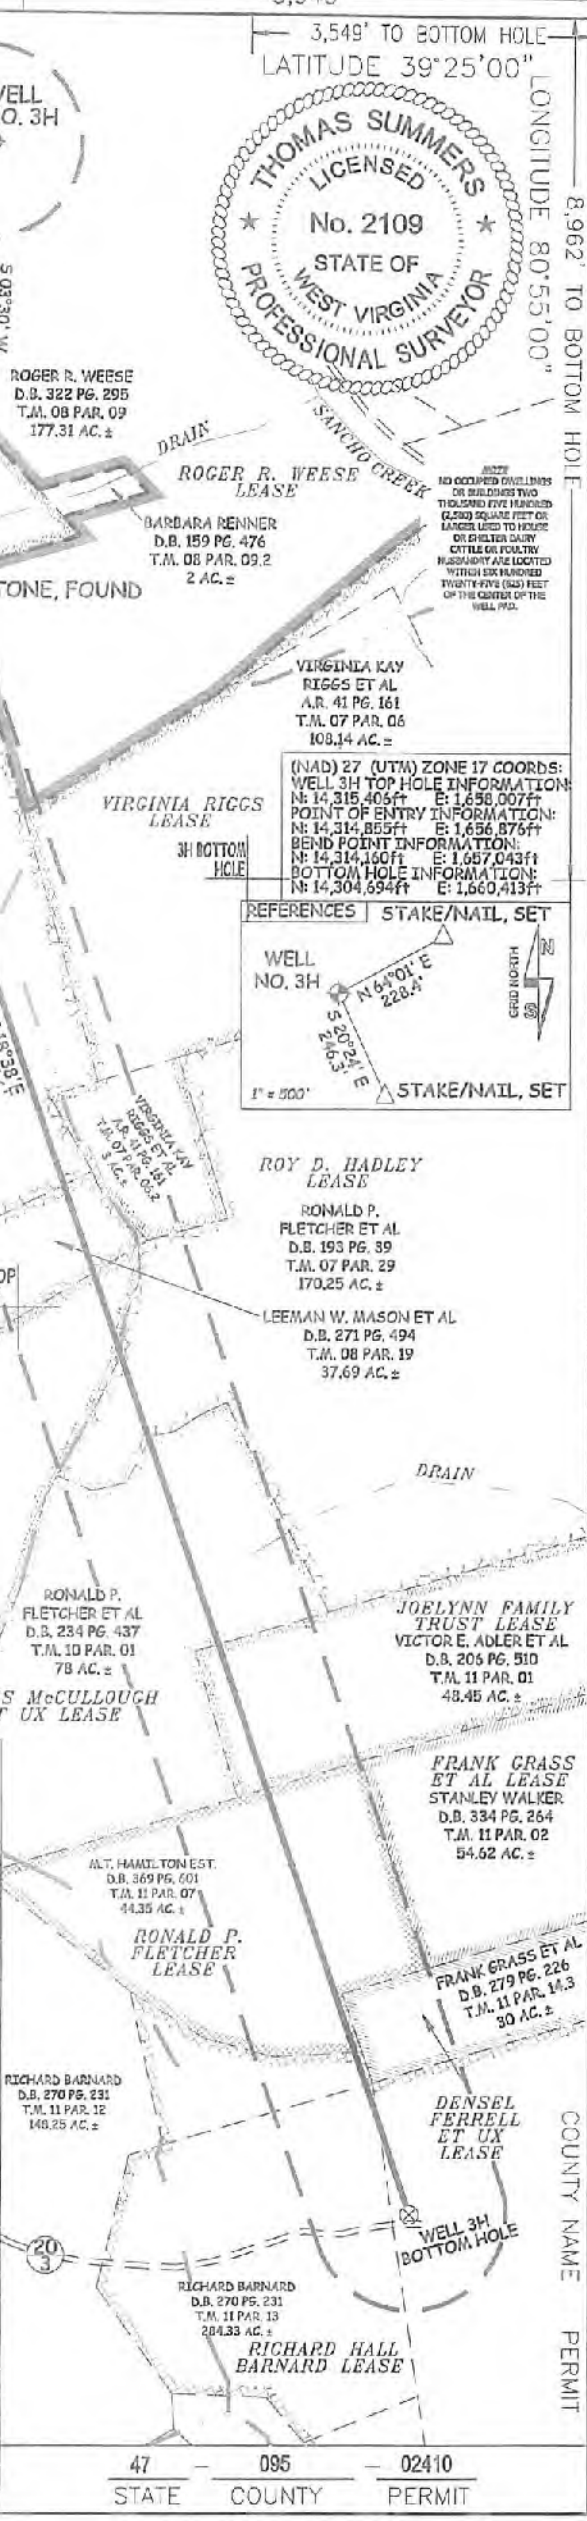 3,549' TO BOTTOM HOLE
LATITUDE 39°25'00"
LONGITUDE 80°55'00"
8,962' TO BOTTOM HOLE
THOMAS SUMMERS
LICENSED
No. 2109
STATE OF
WEST VIRGINIA
PROFESSIONAL SURVEYOR
O. 3H
S 03°30' W
ROGER R. WEESE
D.B. 322 PG. 295
T.M. 08 PAR. 09
177.31 AC. ±
DRAIN
SANCHO CREEK
ROGER R. WEESE
LEASE
BARBARA RENNER
D.B. 159 PG. 476
T.M. 08 PAR. 09.2
2 AC. ±
TONE, FOUND
NOTE
NO OCCUPIED DWELLINGS
OR BUILDINGS TWO
THOUSAND FIVE HUNDRED
(2,500) SQUARE FEET OR
LARGER USED TO HOUSE
OR SHELTER DAIRY
CATTLE OR POULTRY
HUSBANDRY ARE LOCATED
WITHIN SIX HUNDRED
TWENTY-FIVE (625) FEET
OF THE CENTER OF THE
WELL PAD.
VIRGINIA KAY
RIGGS ET AL
A.R. 41 PG. 161
T.M. 07 PAR. 06
108.14 AC. ±
(NAD) 27 (UTM) ZONE 17 COORDS:
WELL 3H TOP HOLE INFORMATION:
N: 14,315,406ft E: 1,658,007ft
POINT OF ENTRY INFORMATION:
N: 14,314,855ft E: 1,656,876ft
BEND POINT INFORMATION:
N: 14,314,160ft E: 1,657,043ft
BOTTOM HOLE INFORMATION:
N: 14,304,694ft E: 1,660,413ft
VIRGINIA RIGGS
LEASE
3H BOTTOM
HOLE
REFERENCES
STAKE/NAIL, SET
WELL
NO. 3H
N 64°01' E
228.4'
S 20°24' E
246.3'
GRID NORTH
N
S
1" = 500'
STAKE/NAIL, SET
VIRGINIA KAY
RIGGS ET AL
A.R. 41 PG. 161
T.M. 07 PAR. 06.2
3 AC. ±
ROY D. HADLEY
LEASE
RONALD P.
FLETCHER ET AL
D.B. 193 PG. 39
T.M. 07 PAR. 29
170.25 AC. ±
OP
LEEMAN W. MASON ET AL
D.B. 271 PG. 494
T.M. 08 PAR. 19
37.69 AC. ±
DRAIN
RONALD P.
FLETCHER ET AL
D.B. 234 PG. 437
T.M. 10 PAR. 01
78 AC. ±
S McCULLOUGH
T UX LEASE
JOELYNN FAMILY
TRUST LEASE
VICTOR E. ADLER ET AL
D.B. 206 PG. 510
T.M. 11 PAR. 01
48.45 AC. ±
FRANK GRASS
ET AL LEASE
STANLEY WALKER
D.B. 334 PG. 264
T.M. 11 PAR. 02
54.62 AC. ±
M.T. HAMILTON EST.
D.B. 369 PG. 601
T.M. 11 PAR. 07
44.35 AC. ±
RONALD P.
FLETCHER
LEASE
FRANK GRASS ET AL
D.B. 279 PG. 226
T.M. 11 PAR. 14.3
30 AC. ±
RICHARD BARNARD
D.B. 270 PG. 231
T.M. 11 PAR. 12
148.25 AC. ±
DENSEL
FERRELL
ET UX
LEASE
WELL 3H
BOTTOM HOLE
20
3
RICHARD BARNARD
D.B. 270 PG. 231
T.M. 11 PAR. 13
284.33 AC. ±
RICHARD HALL
BARNARD LEASE
COUNTY NAME
PERMIT
47 - 095 - 02410
STATE COUNTY PERMIT